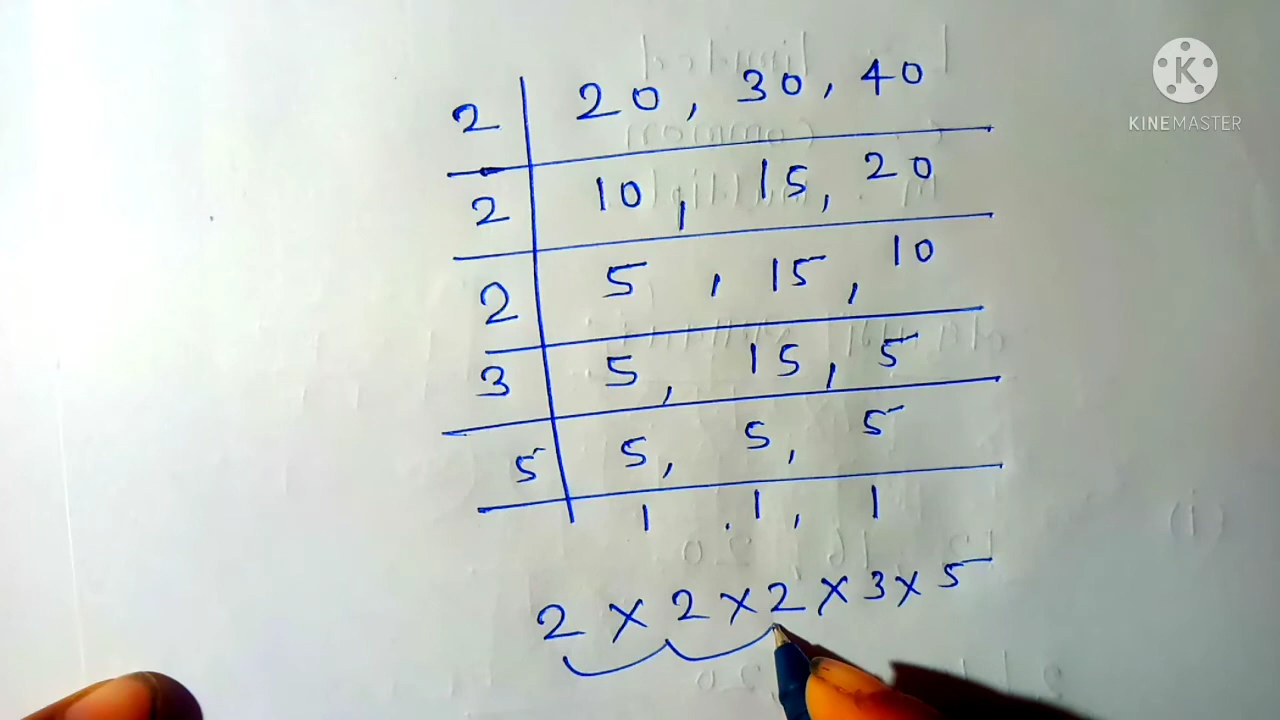 K
KINEMASTER
2 20, 30, 40
2 10, 15, 20
2 5, 15, 10
3 5, 15, 5
5 5, 5, 5
1, 1, 1
2 × 2 × 2 × 3 × 5